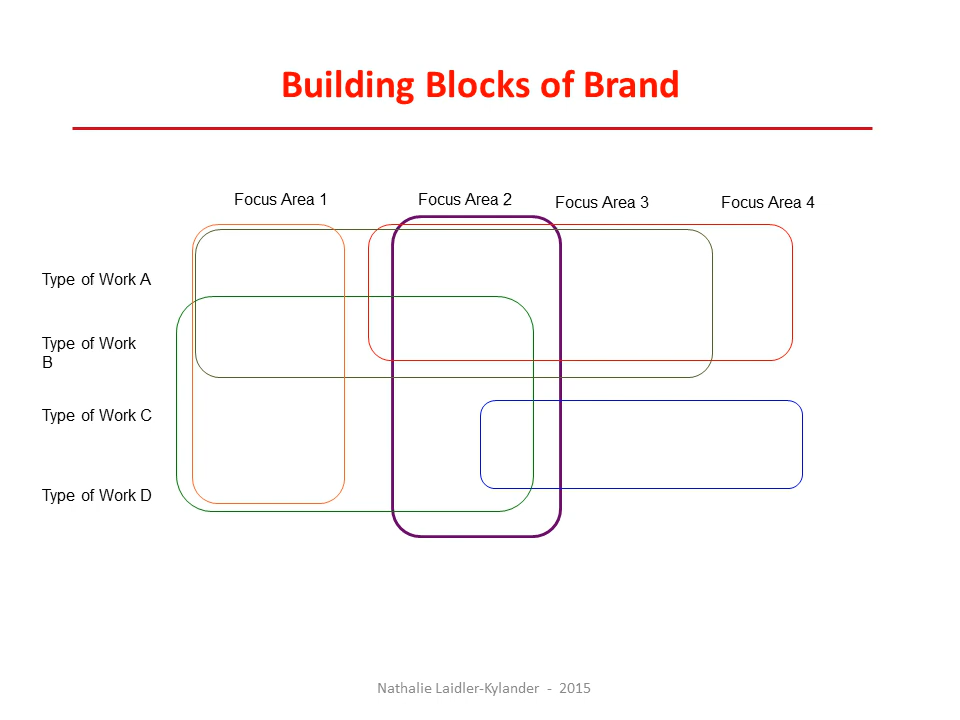 Building Blocks of Brand
Focus Area 1
Focus Area 2
Focus Area 3
Focus Area 4
Type of Work A
Type of Work
B
Type of Work C
Type of Work D
Nathalie Laidler-Kylander - 2015